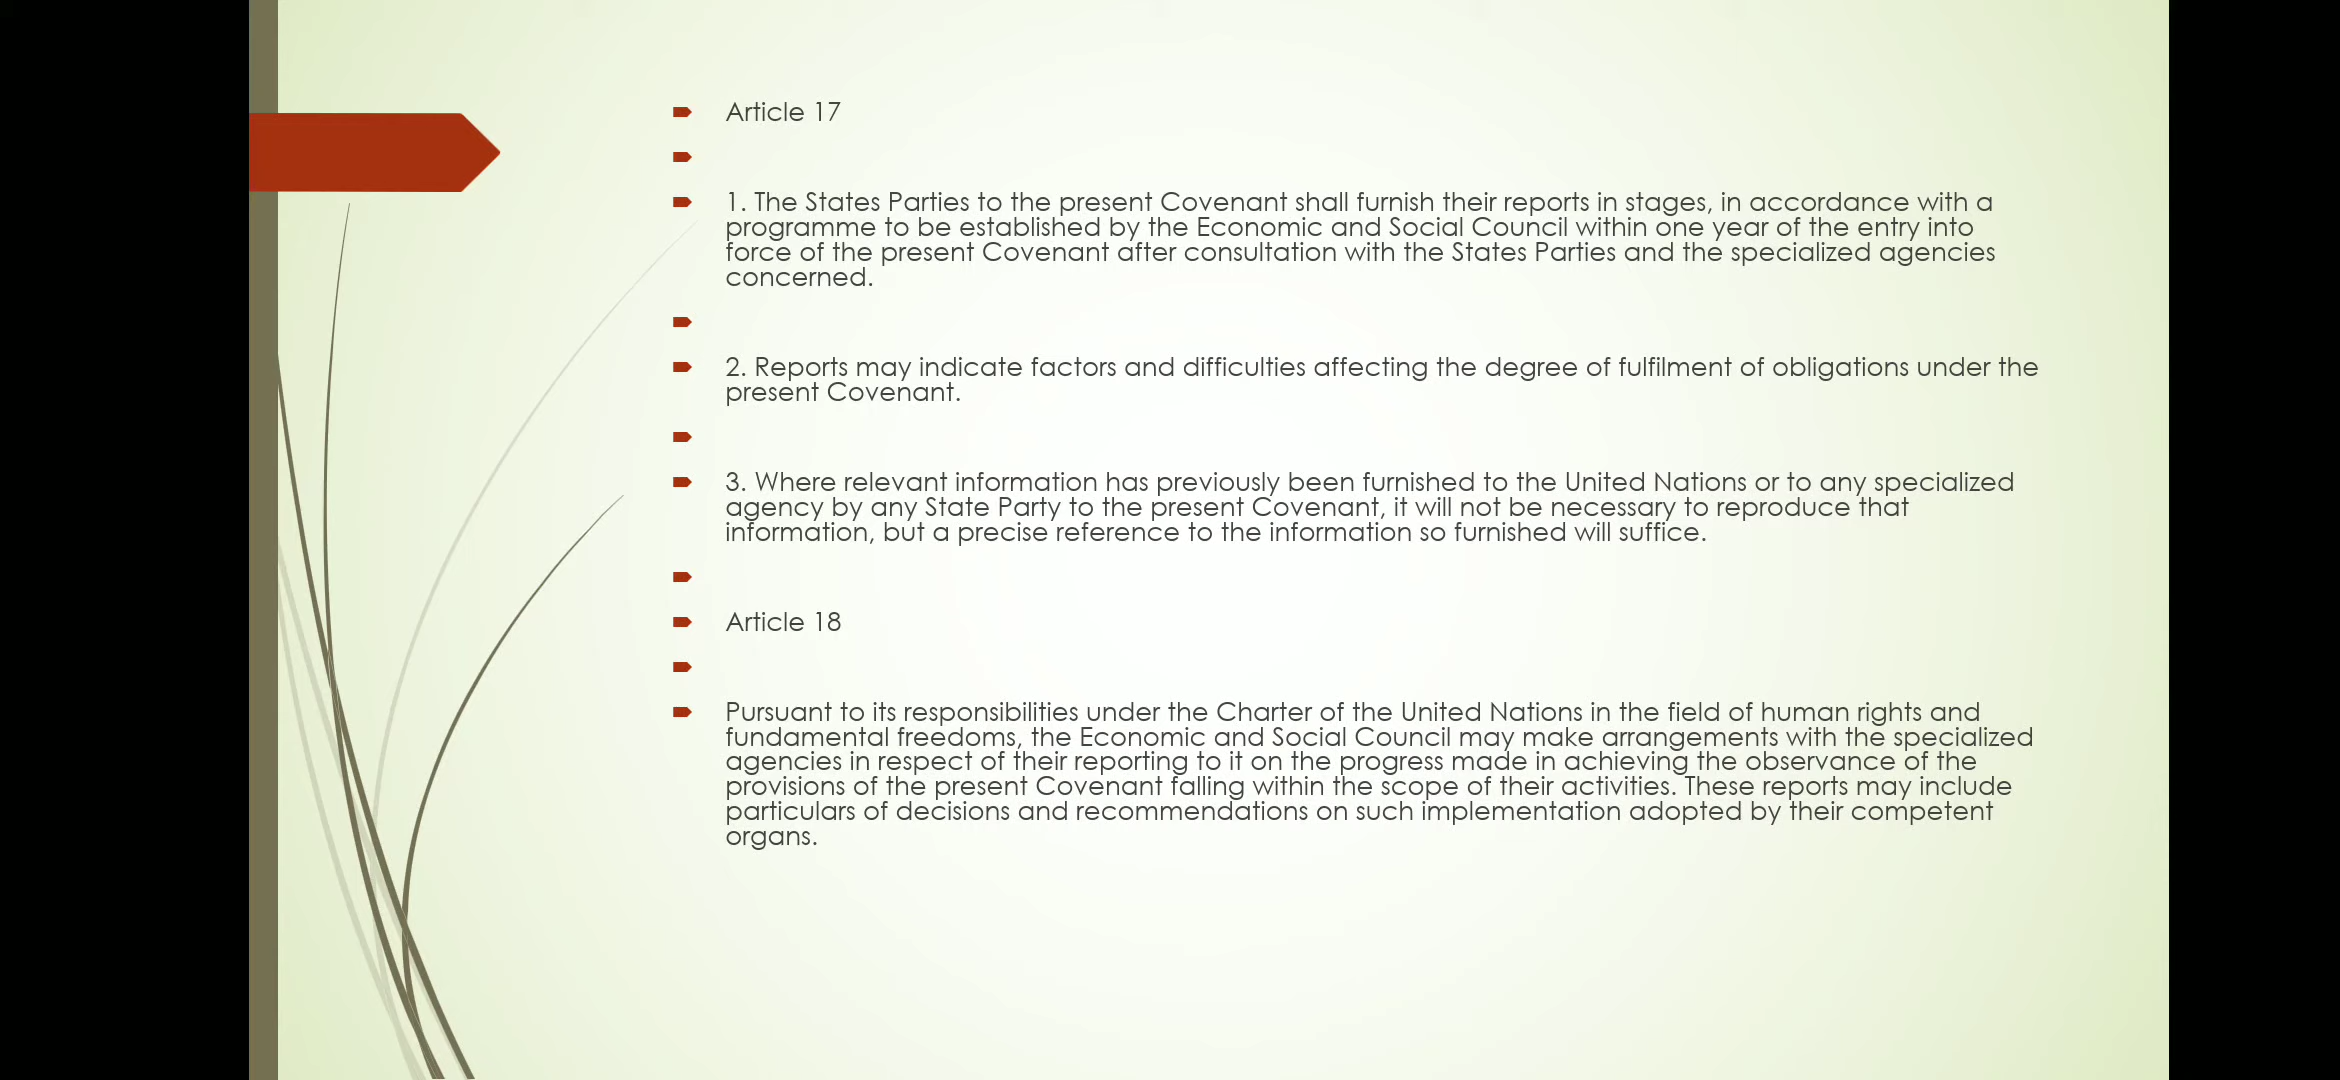 Article 17
1. The States Parties to the present Covenant shall furnish their reports in stages, in accordance with a
programme to be established by the Economic and Social Council within one year of the entry into
force of the present Covenant after consultation with the States Parties and the specialized agencies
concerned.
2. Reports may indicate factors and difficulties affecting the degree of fulfilment of obligations under the
present Covenant.
3. Where relevant information has previously been furnished to the United Nations or to any specialized
agency by any State Party to the present Covenant, it will not be necessary to reproduce that
information, but a precise reference to the information so furnished will suffice.
Article 18
Pursuant to its responsibilities under the Charter of the United Nations in the field of human rights and
fundamental freedoms, the Economic and Social Council may make arrangements with the specialized
agencies in respect of their reporting to it on the progress made in achieving the observance of the
provisions of the present Covenant falling within the scope of their activities. These reports may include
particulars of decisions and recommendations on such implementation adopted by their competent
organs.